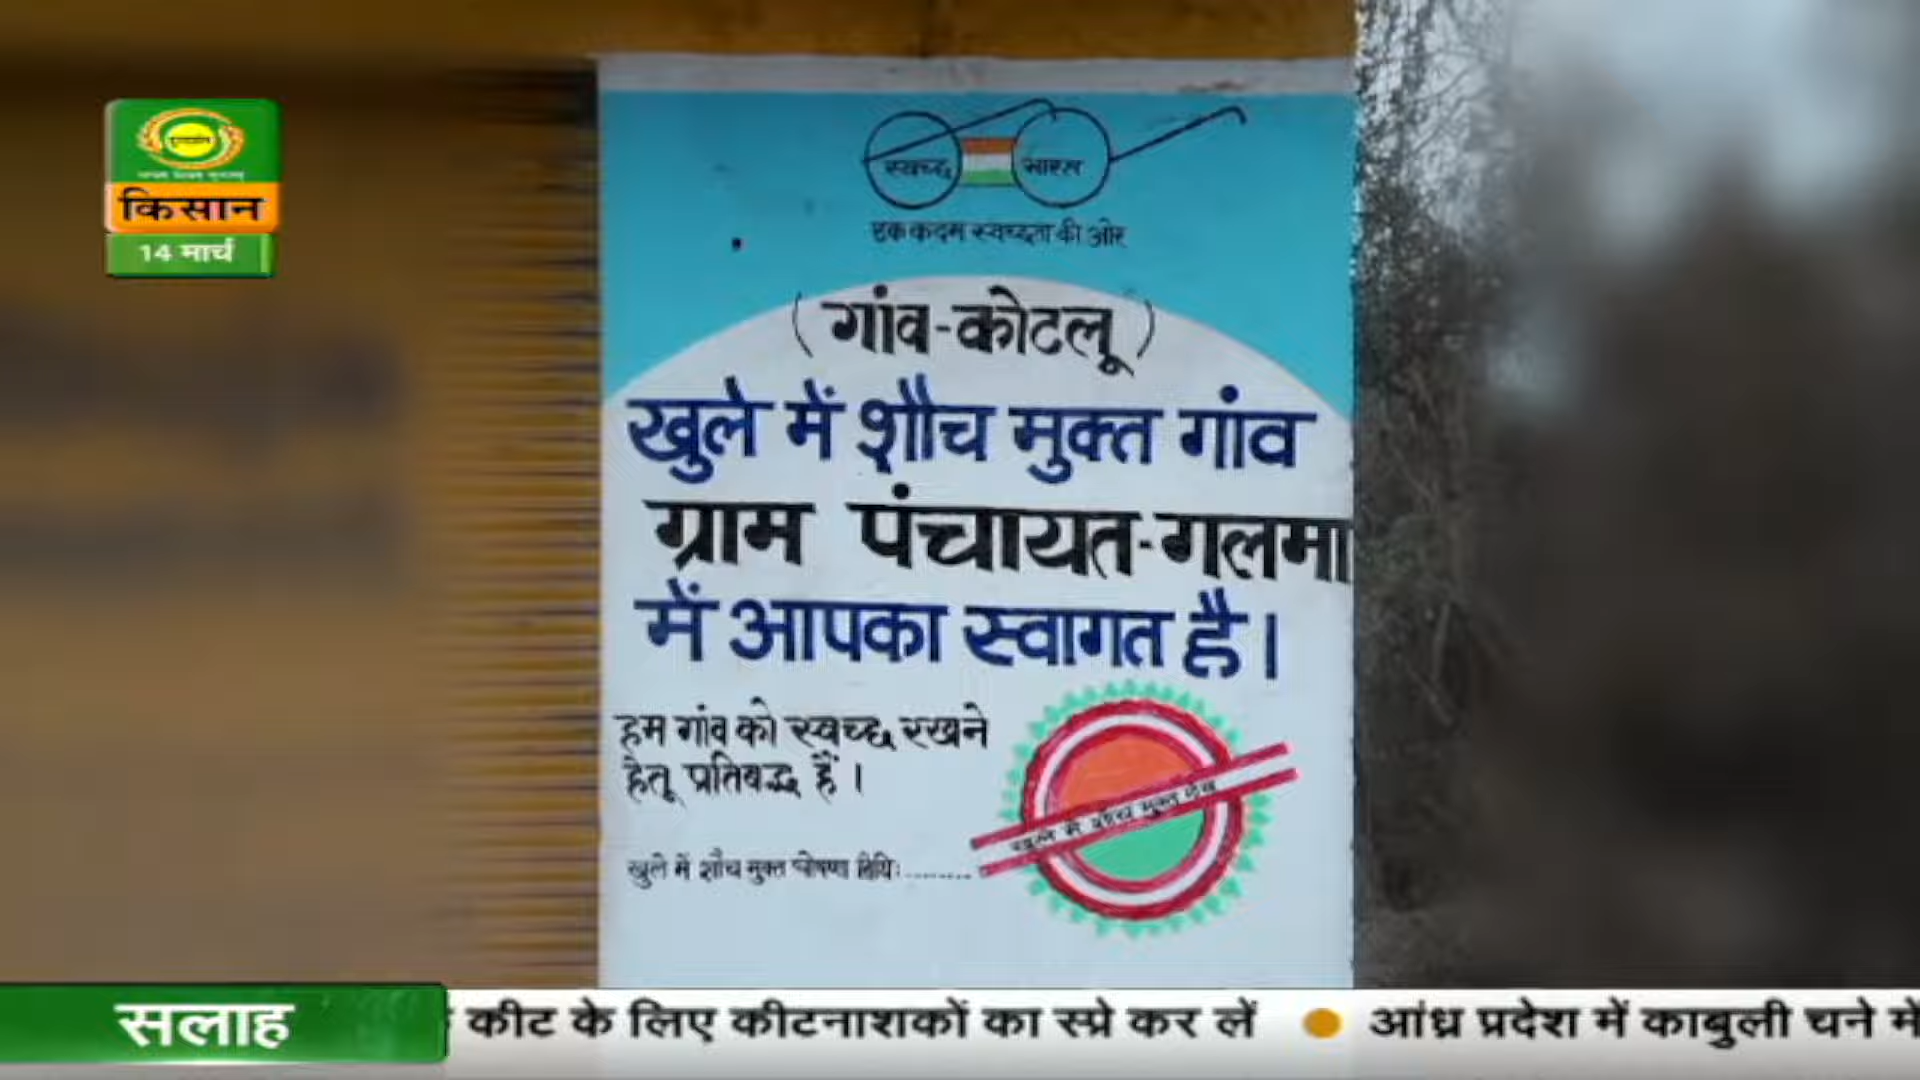 किसान
14 मार्च
स्वच्छ भारत
एक कदम स्वच्छता की ओर
(गांव-कोटलू)
खुले में शौच मुक्त गांव
ग्राम पंचायत-गलमा
में आपका स्वागत है।
हम गांव को स्वच्छ रखने
हेतू प्रतिबद्ध हैं।
खुले में शौच मुक्त
खुले में शौच मुक्त घोषणा तिथि:.........
सलाह
कीट के लिए कीटनाशकों का स्प्रे कर लें ● आंध्र प्रदेश में काबुली चने में